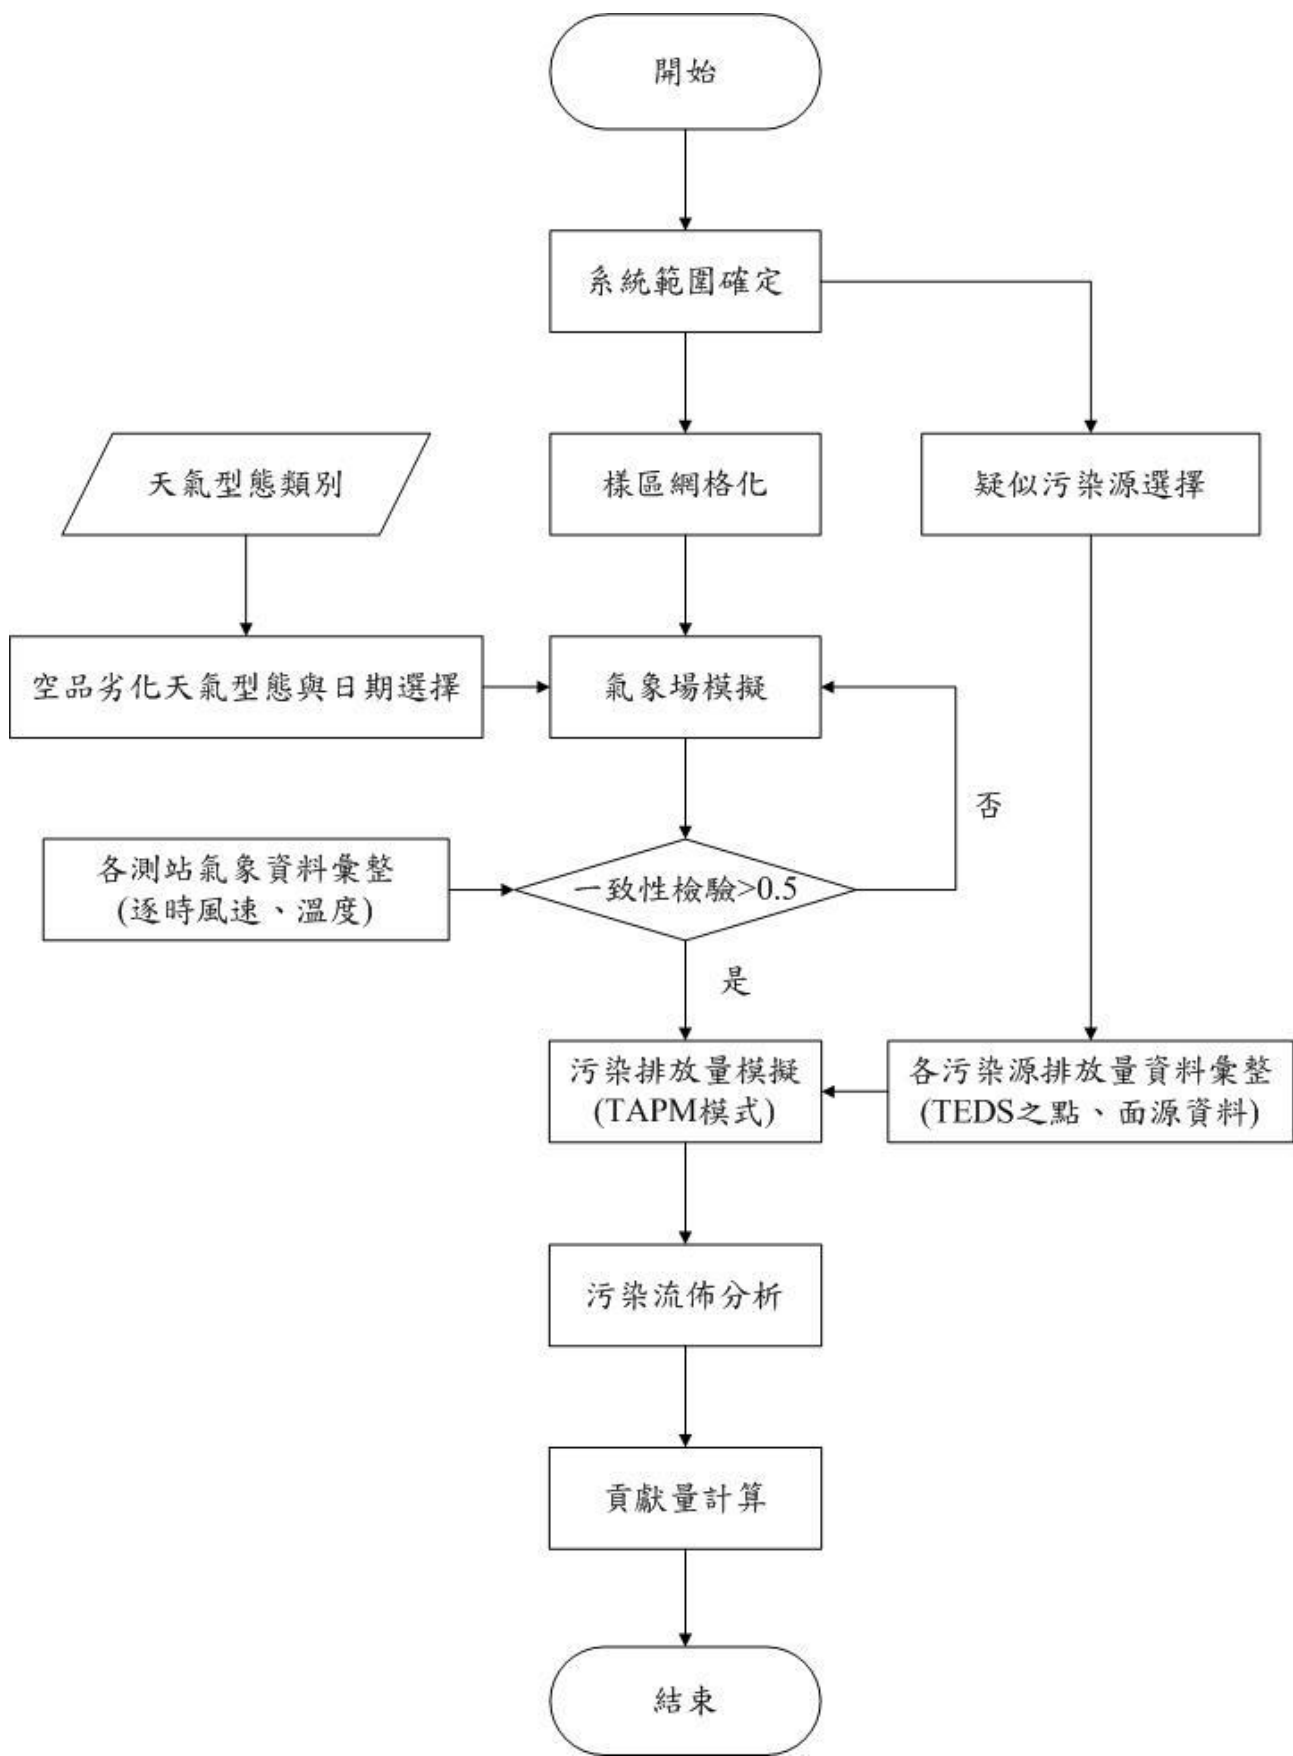 開始
系統範圍確定
天氣型態類別
樣區網格化
疑似污染源選擇
空品劣化天氣型態與日期選擇
氣象場模擬
否
各測站氣象資料彙整
(逐時風速、溫度)
一致性檢驗>0.5
是
污染排放量模擬
(TAPM模式)
各污染源排放量資料彙整
(TEDS之點、面源資料)
污染流佈分析
貢獻量計算
結束